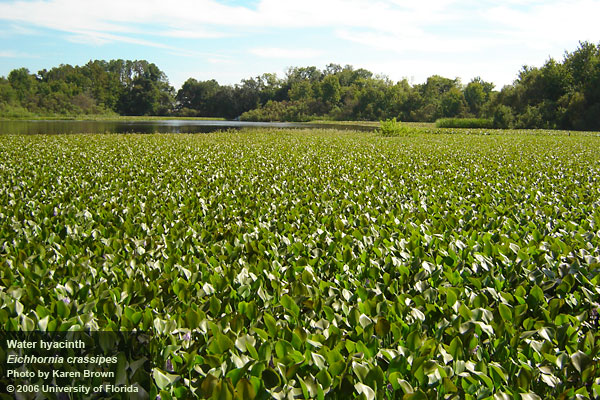 Water hyacinth
Eichhornia crassipes
Photo by Karen Brown
© 2006 University of Florida